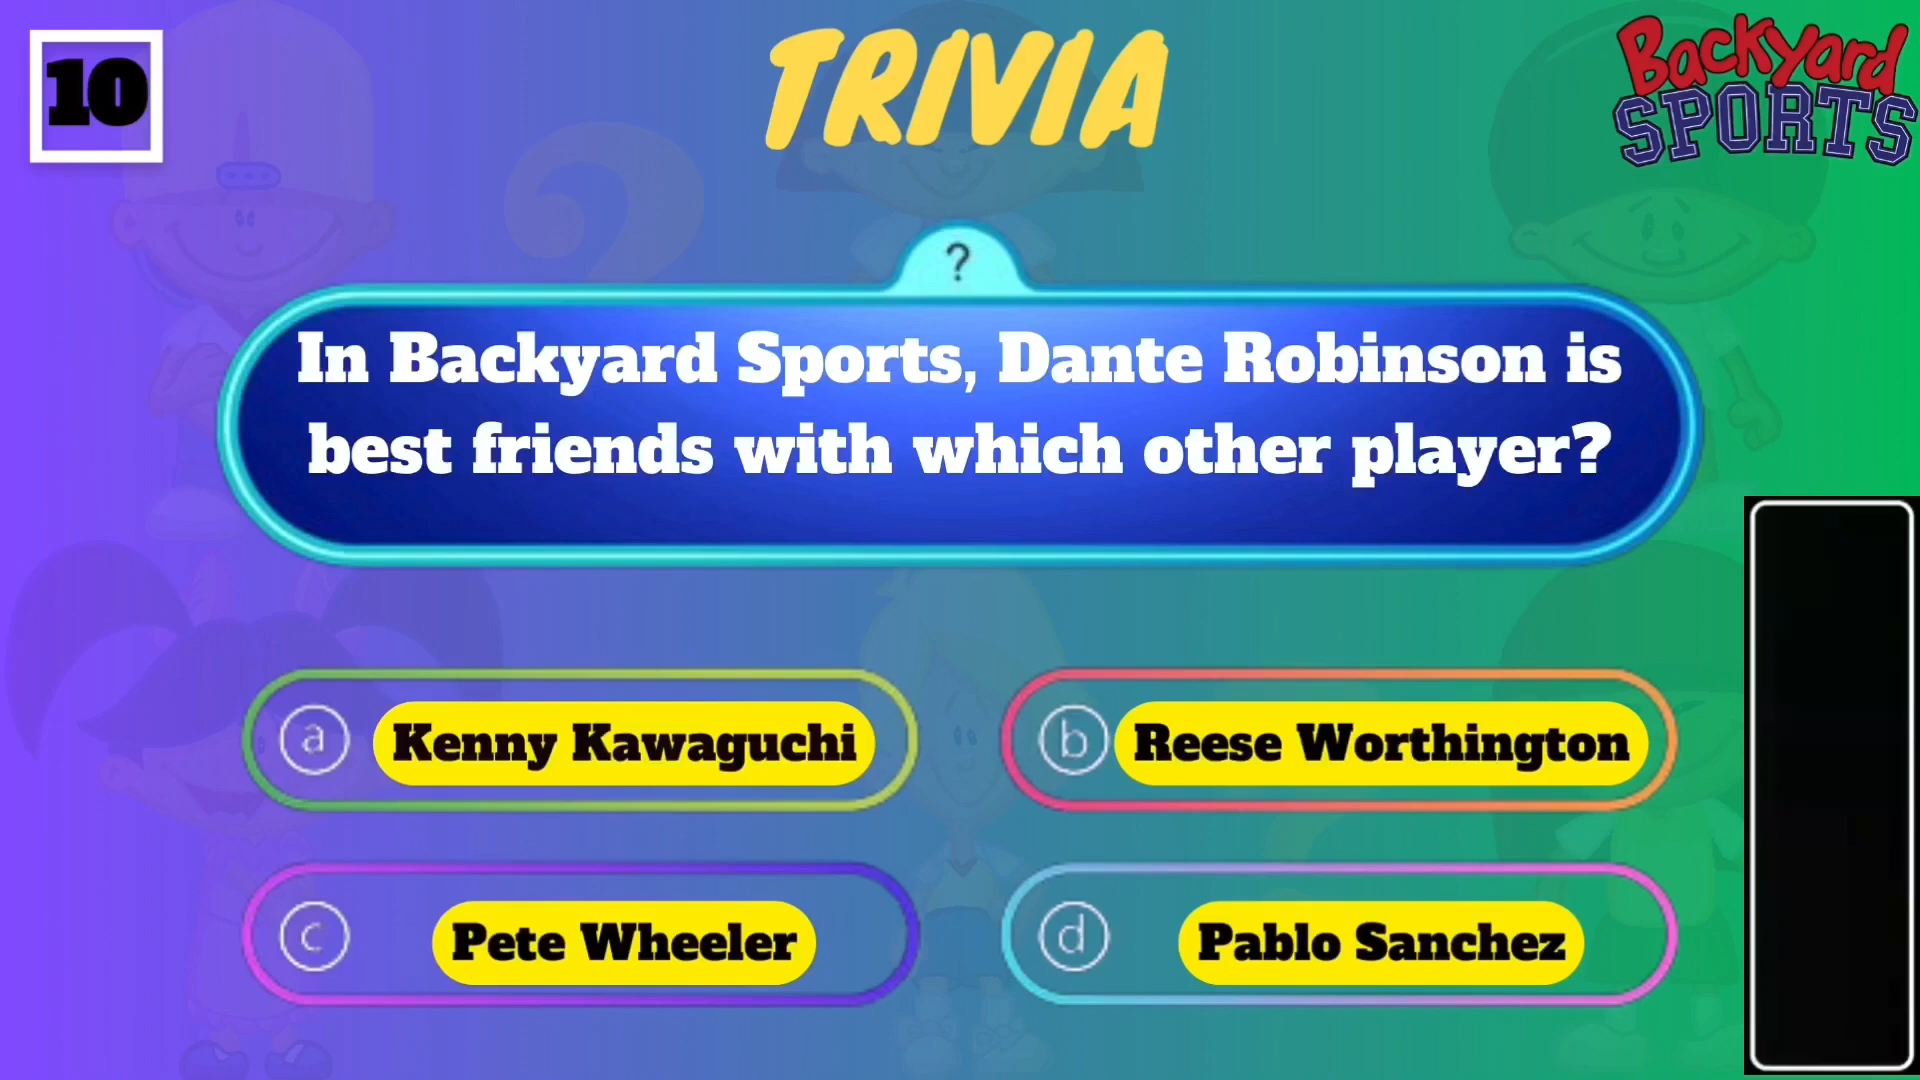 10
TRIVIA
Backyard
SPORTS
?
In Backyard Sports, Dante Robinson is
best friends with which other player?
a Kenny Kawaguchi
b Reese Worthington
c Pete Wheeler
d Pablo Sanchez